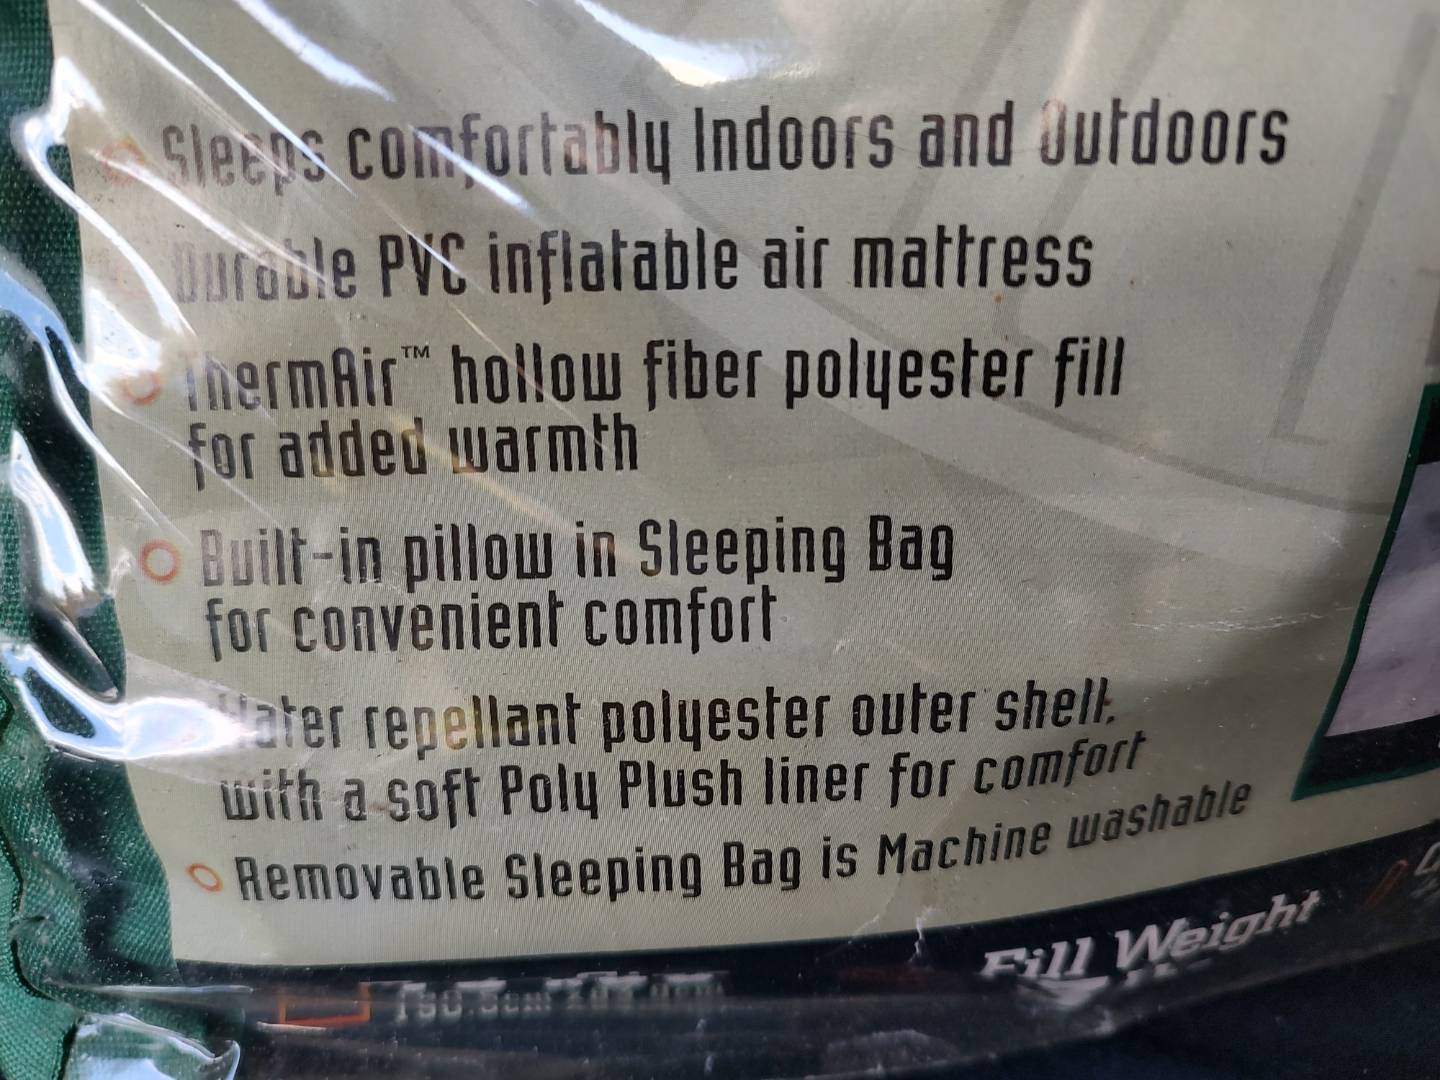 Sleeps comfortably Indoors and Outdoors
Durable PVC inflatable air mattress
ThermAir™ hollow fiber polyester fill
for added warmth
Built-in pillow in Sleeping Bag
for convenient comfort
Water repellant polyester outer shell.
with a soft Poly Plush liner for comfort
Removable Sleeping Bag is Machine washable
Fill Weight